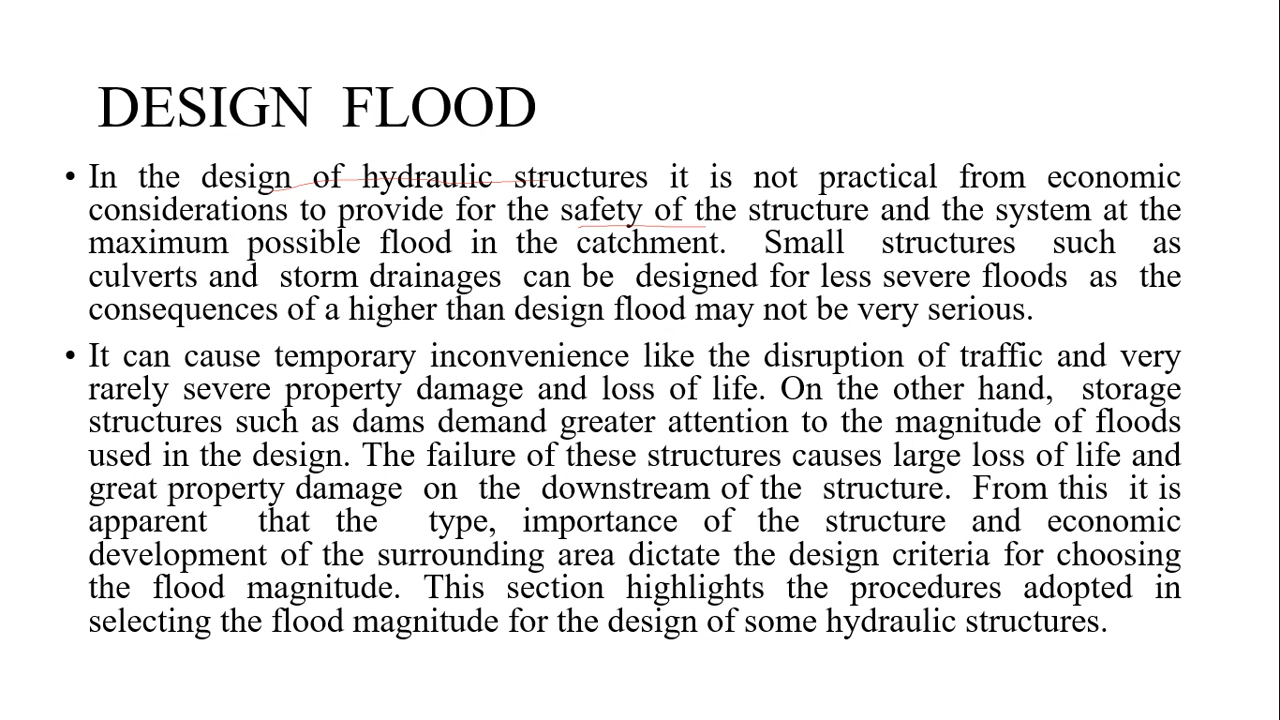 DESIGN FLOOD
• In the design of hydraulic structures it is not practical from economic
considerations to provide for the safety of the structure and the system at the
maximum possible flood in the catchment. Small structures such as
culverts and storm drainages can be designed for less severe floods as the
consequences of a higher than design flood may not be very serious.
• It can cause temporary inconvenience like the disruption of traffic and very
rarely severe property damage and loss of life. On the other hand, storage
structures such as dams demand greater attention to the magnitude of floods
used in the design. The failure of these structures causes large loss of life and
great property damage on the downstream of the structure. From this it is
apparent that the type, importance of the structure and economic
development of the surrounding area dictate the design criteria for choosing
the flood magnitude. This section highlights the procedures adopted in
selecting the flood magnitude for the design of some hydraulic structures.